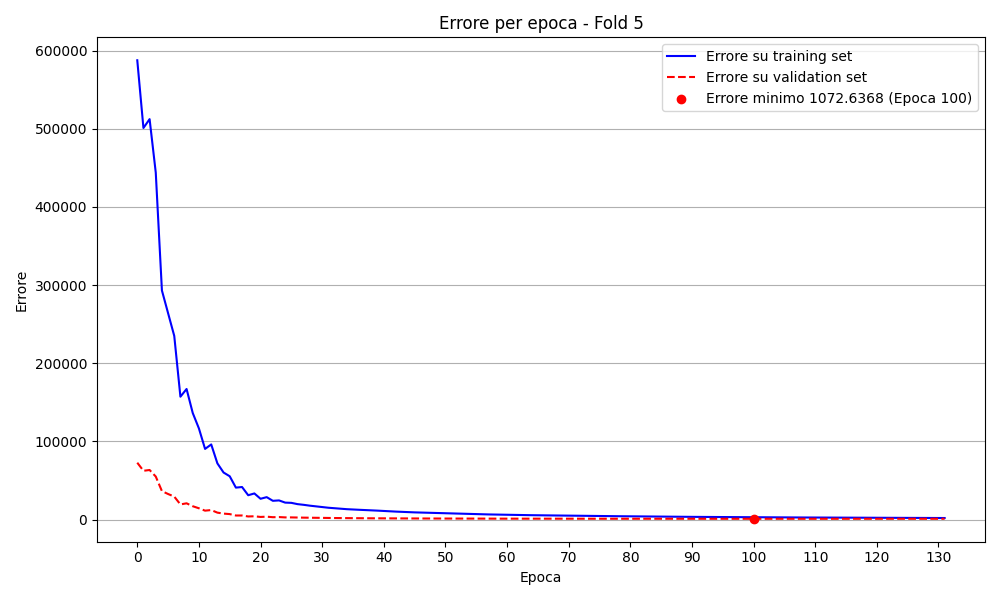 Errore per epoca - Fold 5
Errore su training set
Errore su validation set
Errore minimo 1072.6368 (Epoca 100)
Errore
600000
500000
400000
300000
200000
100000
0
0 10 20 30 40 50 60 70 80 90 100 110 120 130
Epoca